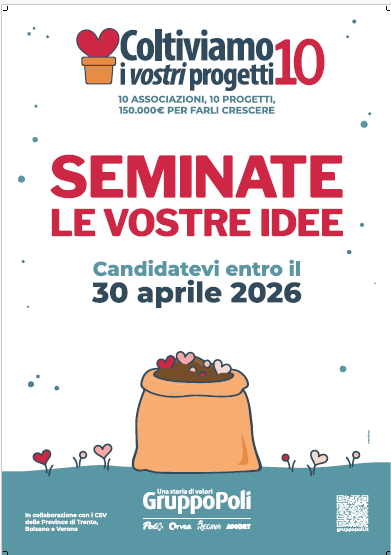 Coltiviamo
i vostri progetti 10
10 ASSOCIAZIONI, 10 PROGETTI,
150.000€ PER FARLI CRESCERE
SEMINATE
LE VOSTRE IDEE
Candidatevi entro il
30 aprile 2026
Una storia di valori
GRUPPOPOLI
Poli Orvea REGINA AMORT
In collaborazione con i CSV
delle Province di Trento,
Bolzano e Verona
gruppopoli.it